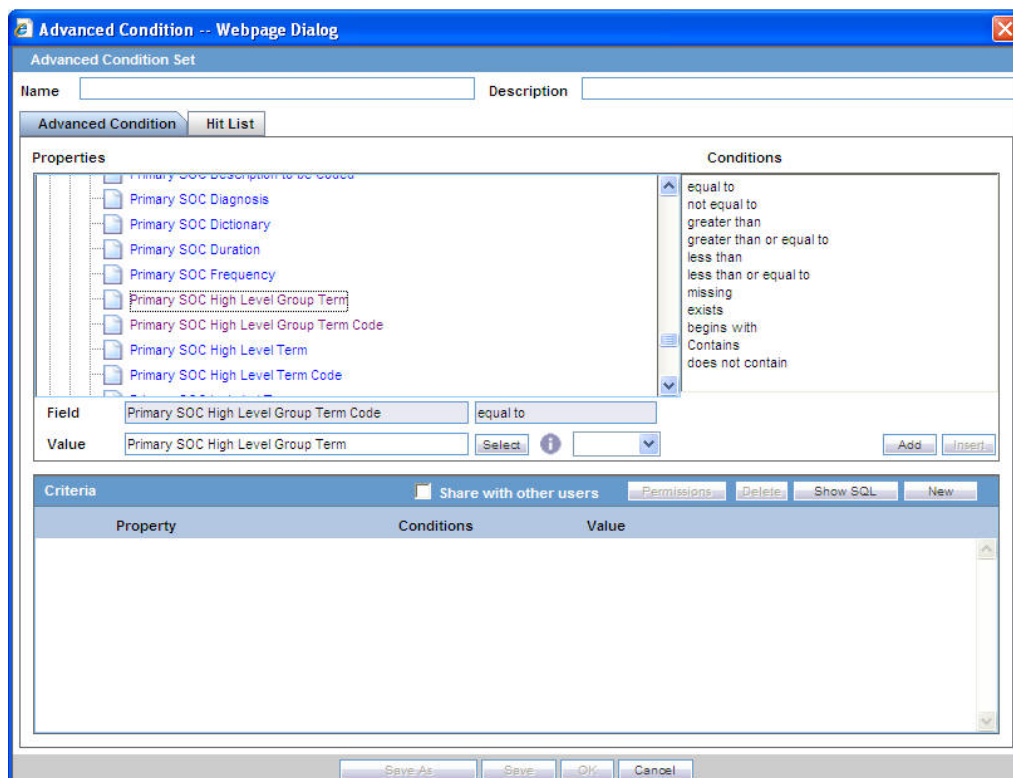 Advanced Condition -- Webpage Dialog
Advanced Condition Set
Name Description
Advanced Condition Hit List
Properties Conditions
Primary SOC Description to be Coded
Primary SOC Diagnosis
Primary SOC Dictionary
Primary SOC Duration
Primary SOC Frequency
Primary SOC High Level Group Term
Primary SOC High Level Group Term Code
Primary SOC High Level Term
Primary SOC High Level Term Code
equal to
not equal to
greater than
greater than or equal to
less than
less than or equal to
missing
exists
begins with
Contains
does not contain
Field Primary SOC High Level Group Term Code equal to
Value Primary SOC High Level Group Term Select Add Insert
Criteria Share with other users Permissions Delete Show SQL New
Property Conditions Value
Save As Save OK Cancel